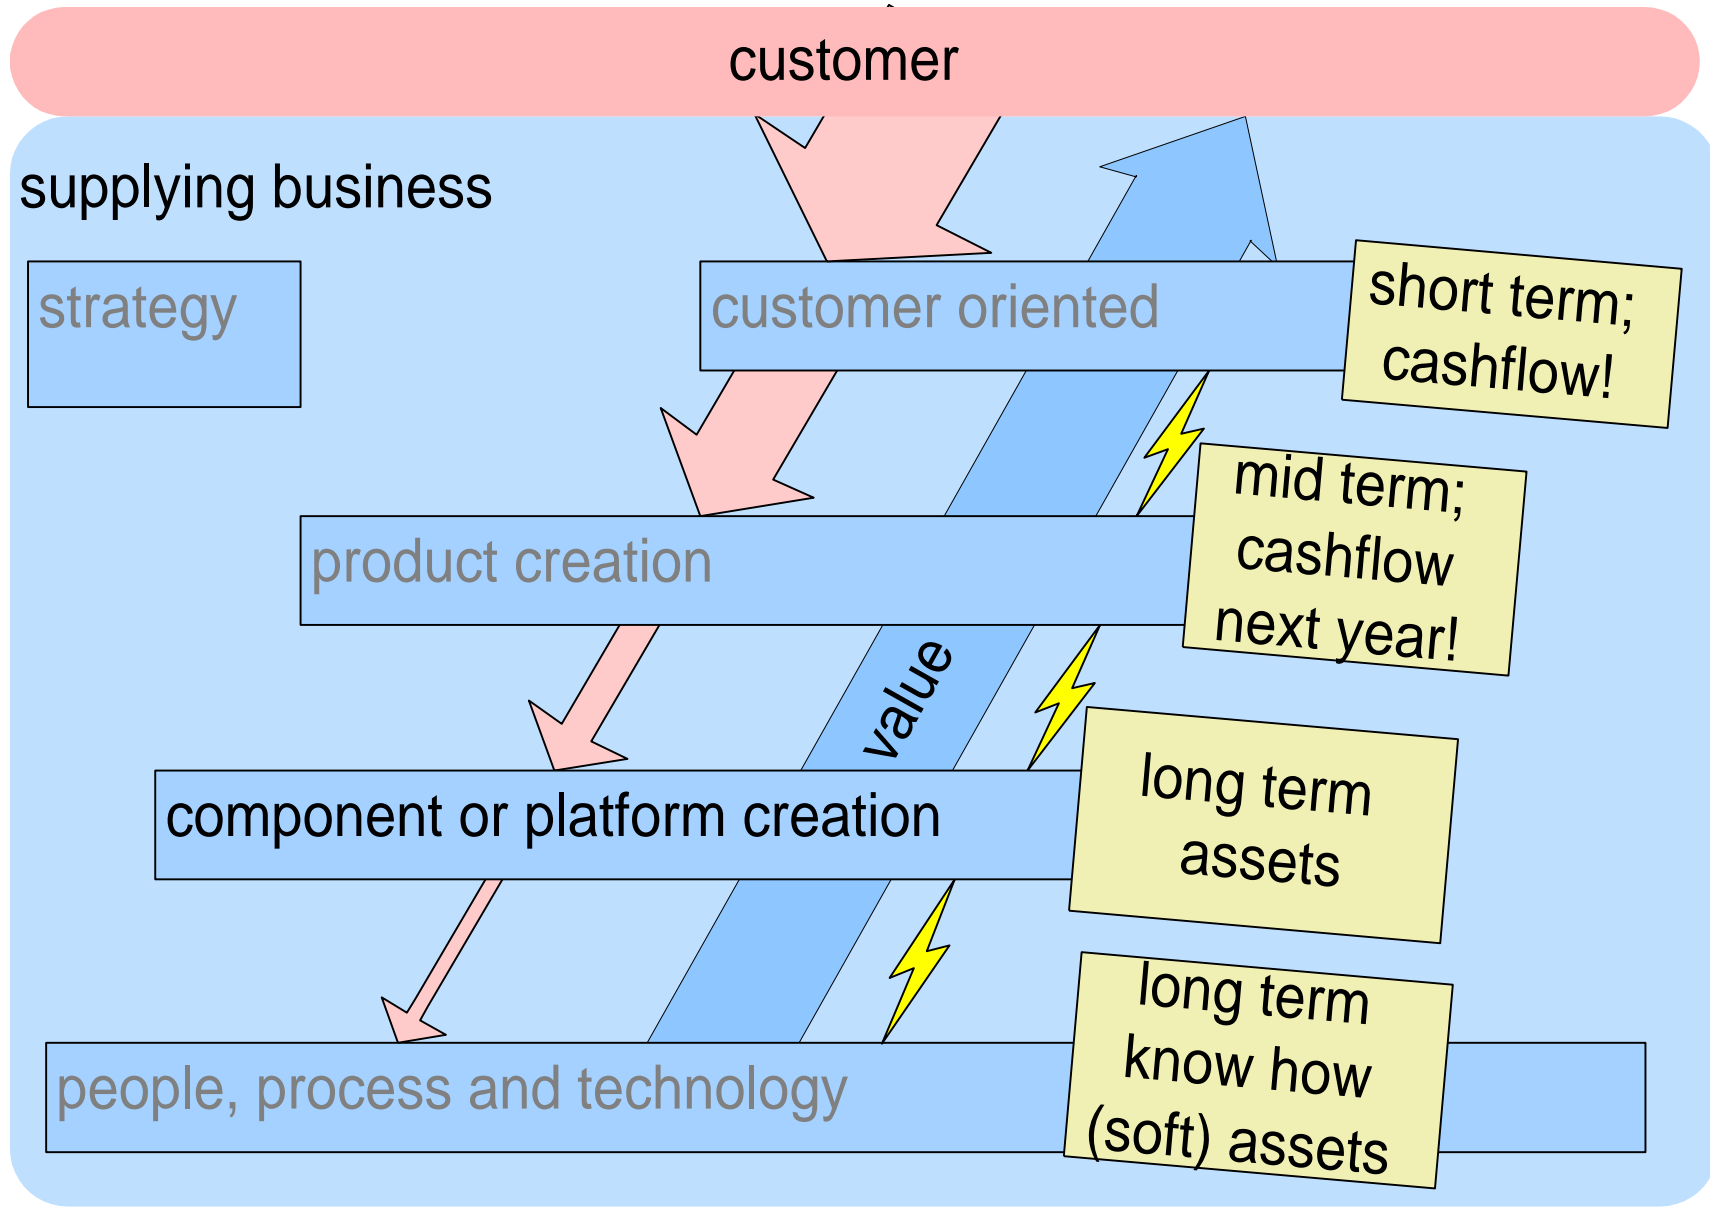 customer
supplying business
strategy
customer oriented
short term;
cashflow!
product creation
mid term;
cashflow
next year!
value
component or platform creation
long term
assets
people, process and technology
long term
know how
(soft) assets